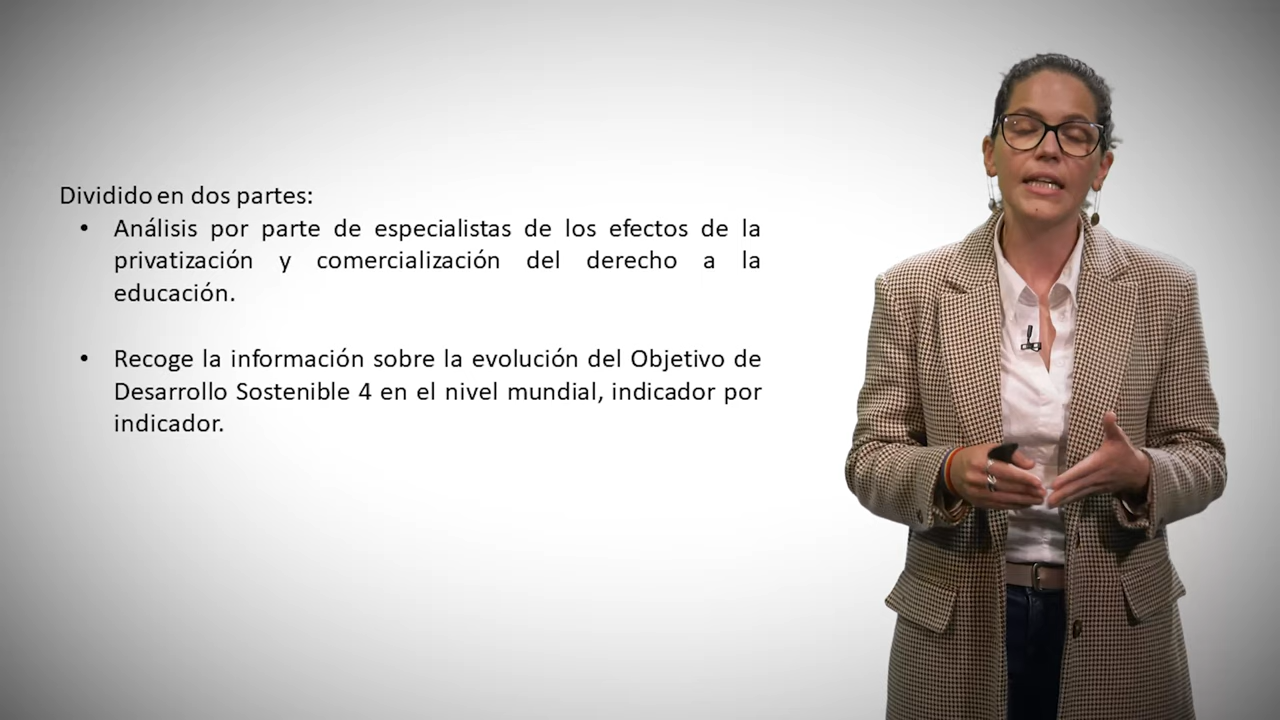 Dividido en dos partes:
• Análisis por parte de especialistas de los efectos de la
privatización y comercialización del derecho a la
educación.
• Recoge la información sobre la evolución del Objetivo de
Desarrollo Sostenible 4 en el nivel mundial, indicador por
indicador.